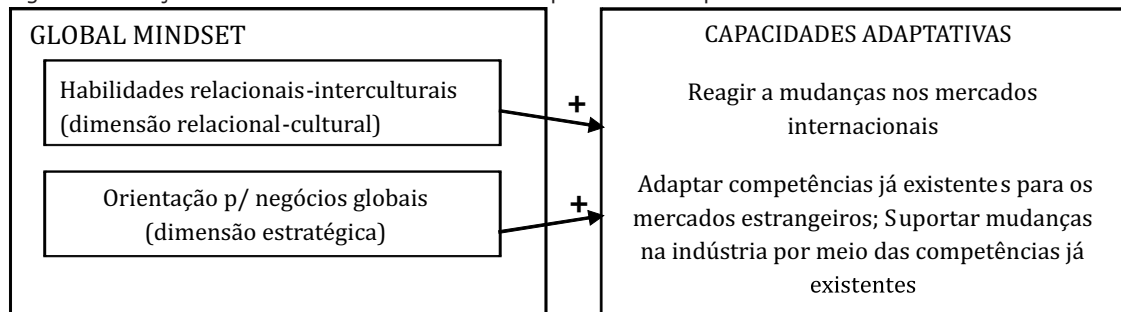 GLOBAL MINDSET
Habilidades relacionais-interculturais
(dimensão relacional-cultural)
Orientação p/ negócios globais
(dimensão estratégica)
+
+
CAPACIDADES ADAPTATIVAS
Reagir a mudanças nos mercados
internacionais
Adaptar competências já existentes para os
mercados estrangeiros; Suportar mudanças
na indústria por meio das competências já
existentes